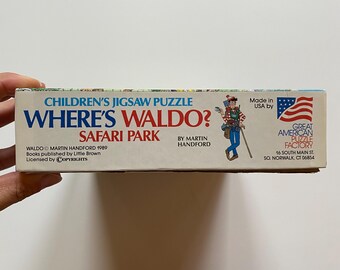 CHILDREN'S JIGSAW PUZZLE
WHERE'S WALDO?
SAFARI PARK
BY MARTIN
HANDFORD
WALDO © MARTIN HANDFORD 1989
Books published by Little Brown
Licensed by ©OPYRIGHTS
Made in
USA by
GREAT
AMERICAN
PUZZLE
FACTORY
16 SOUTH MAIN ST.
SO. NORWALK, CT 06854